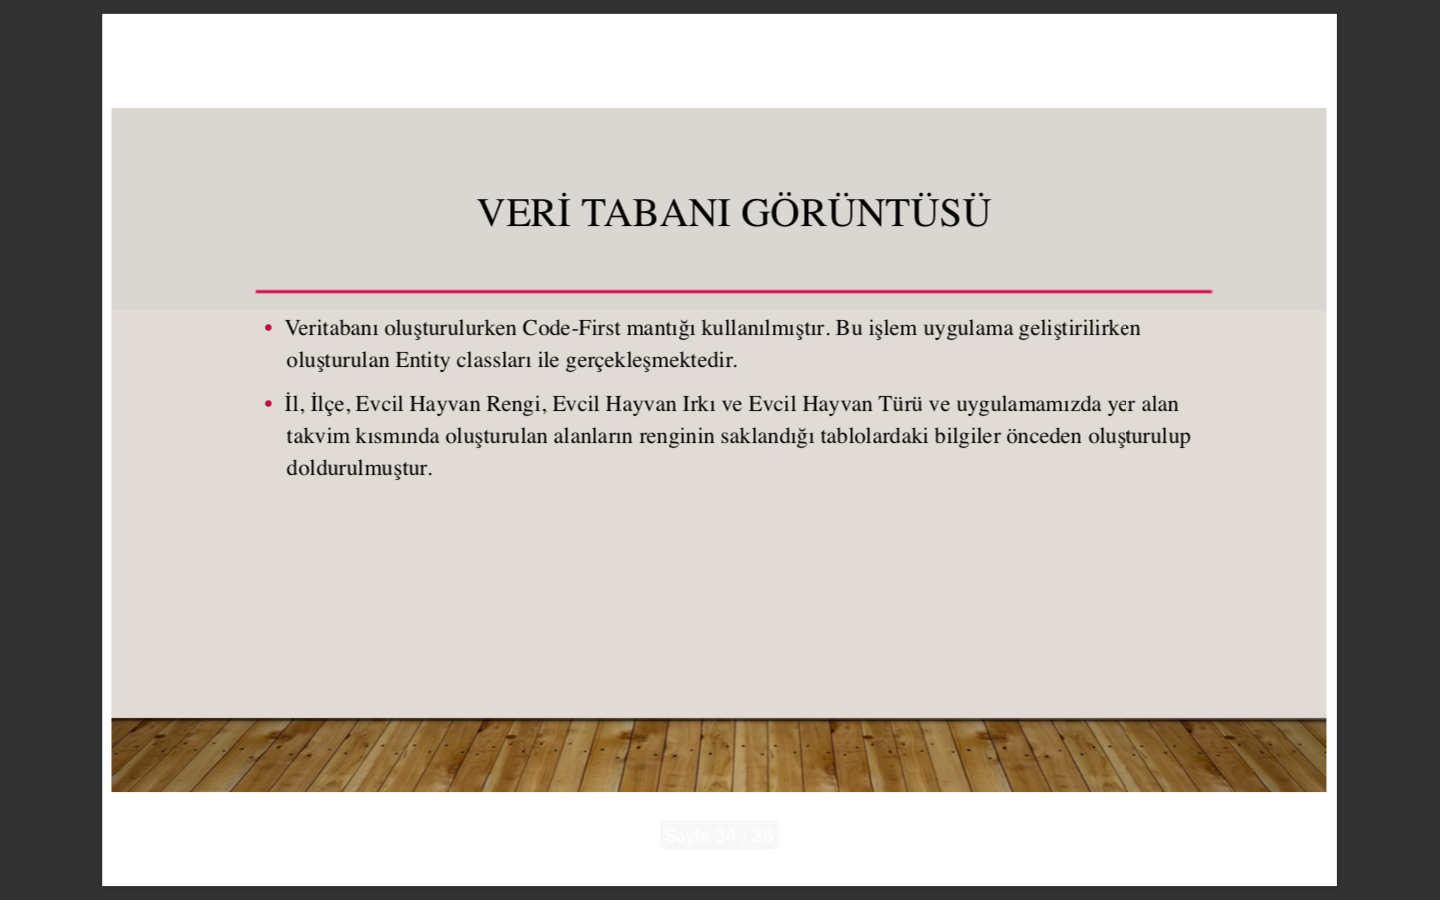 VERİ TABANI GÖRÜNTÜSÜ
• Veritabanı oluşturulurken Code-First mantığı kullanılmıştır. Bu işlem uygulama geliştirilirken
oluşturulan Entity classları ile gerçekleşmektedir.
• İl, İlçe, Evcil Hayvan Rengi, Evcil Hayvan Irkı ve Evcil Hayvan Türü ve uygulamamızda yer alan
takvim kısmında oluşturulan alanların renginin saklandığı tablolardaki bilgiler önceden oluşturulup
doldurulmuştur.
Sayfa 34 / 36